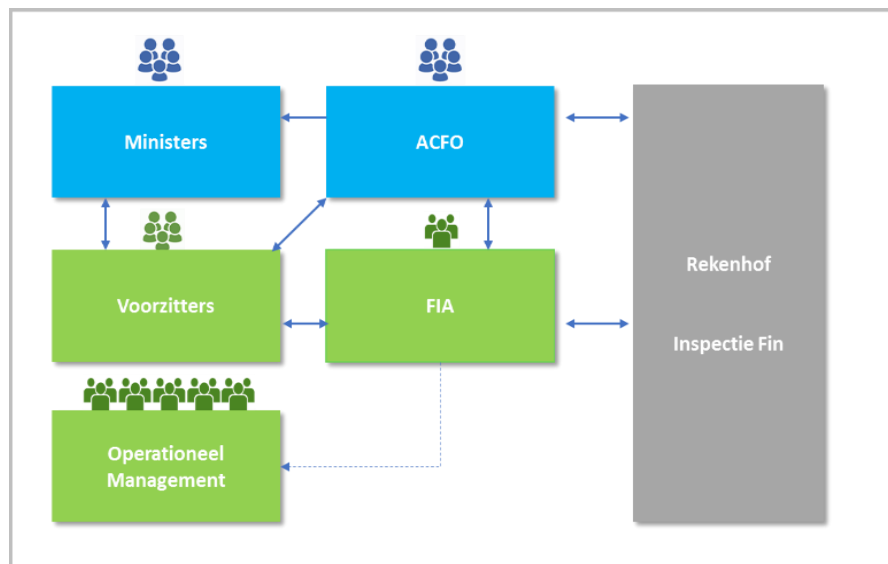 Ministers
ACFO
Voorzitters
FIA
Rekenhof
Inspectie Fin
Operationeel
Management